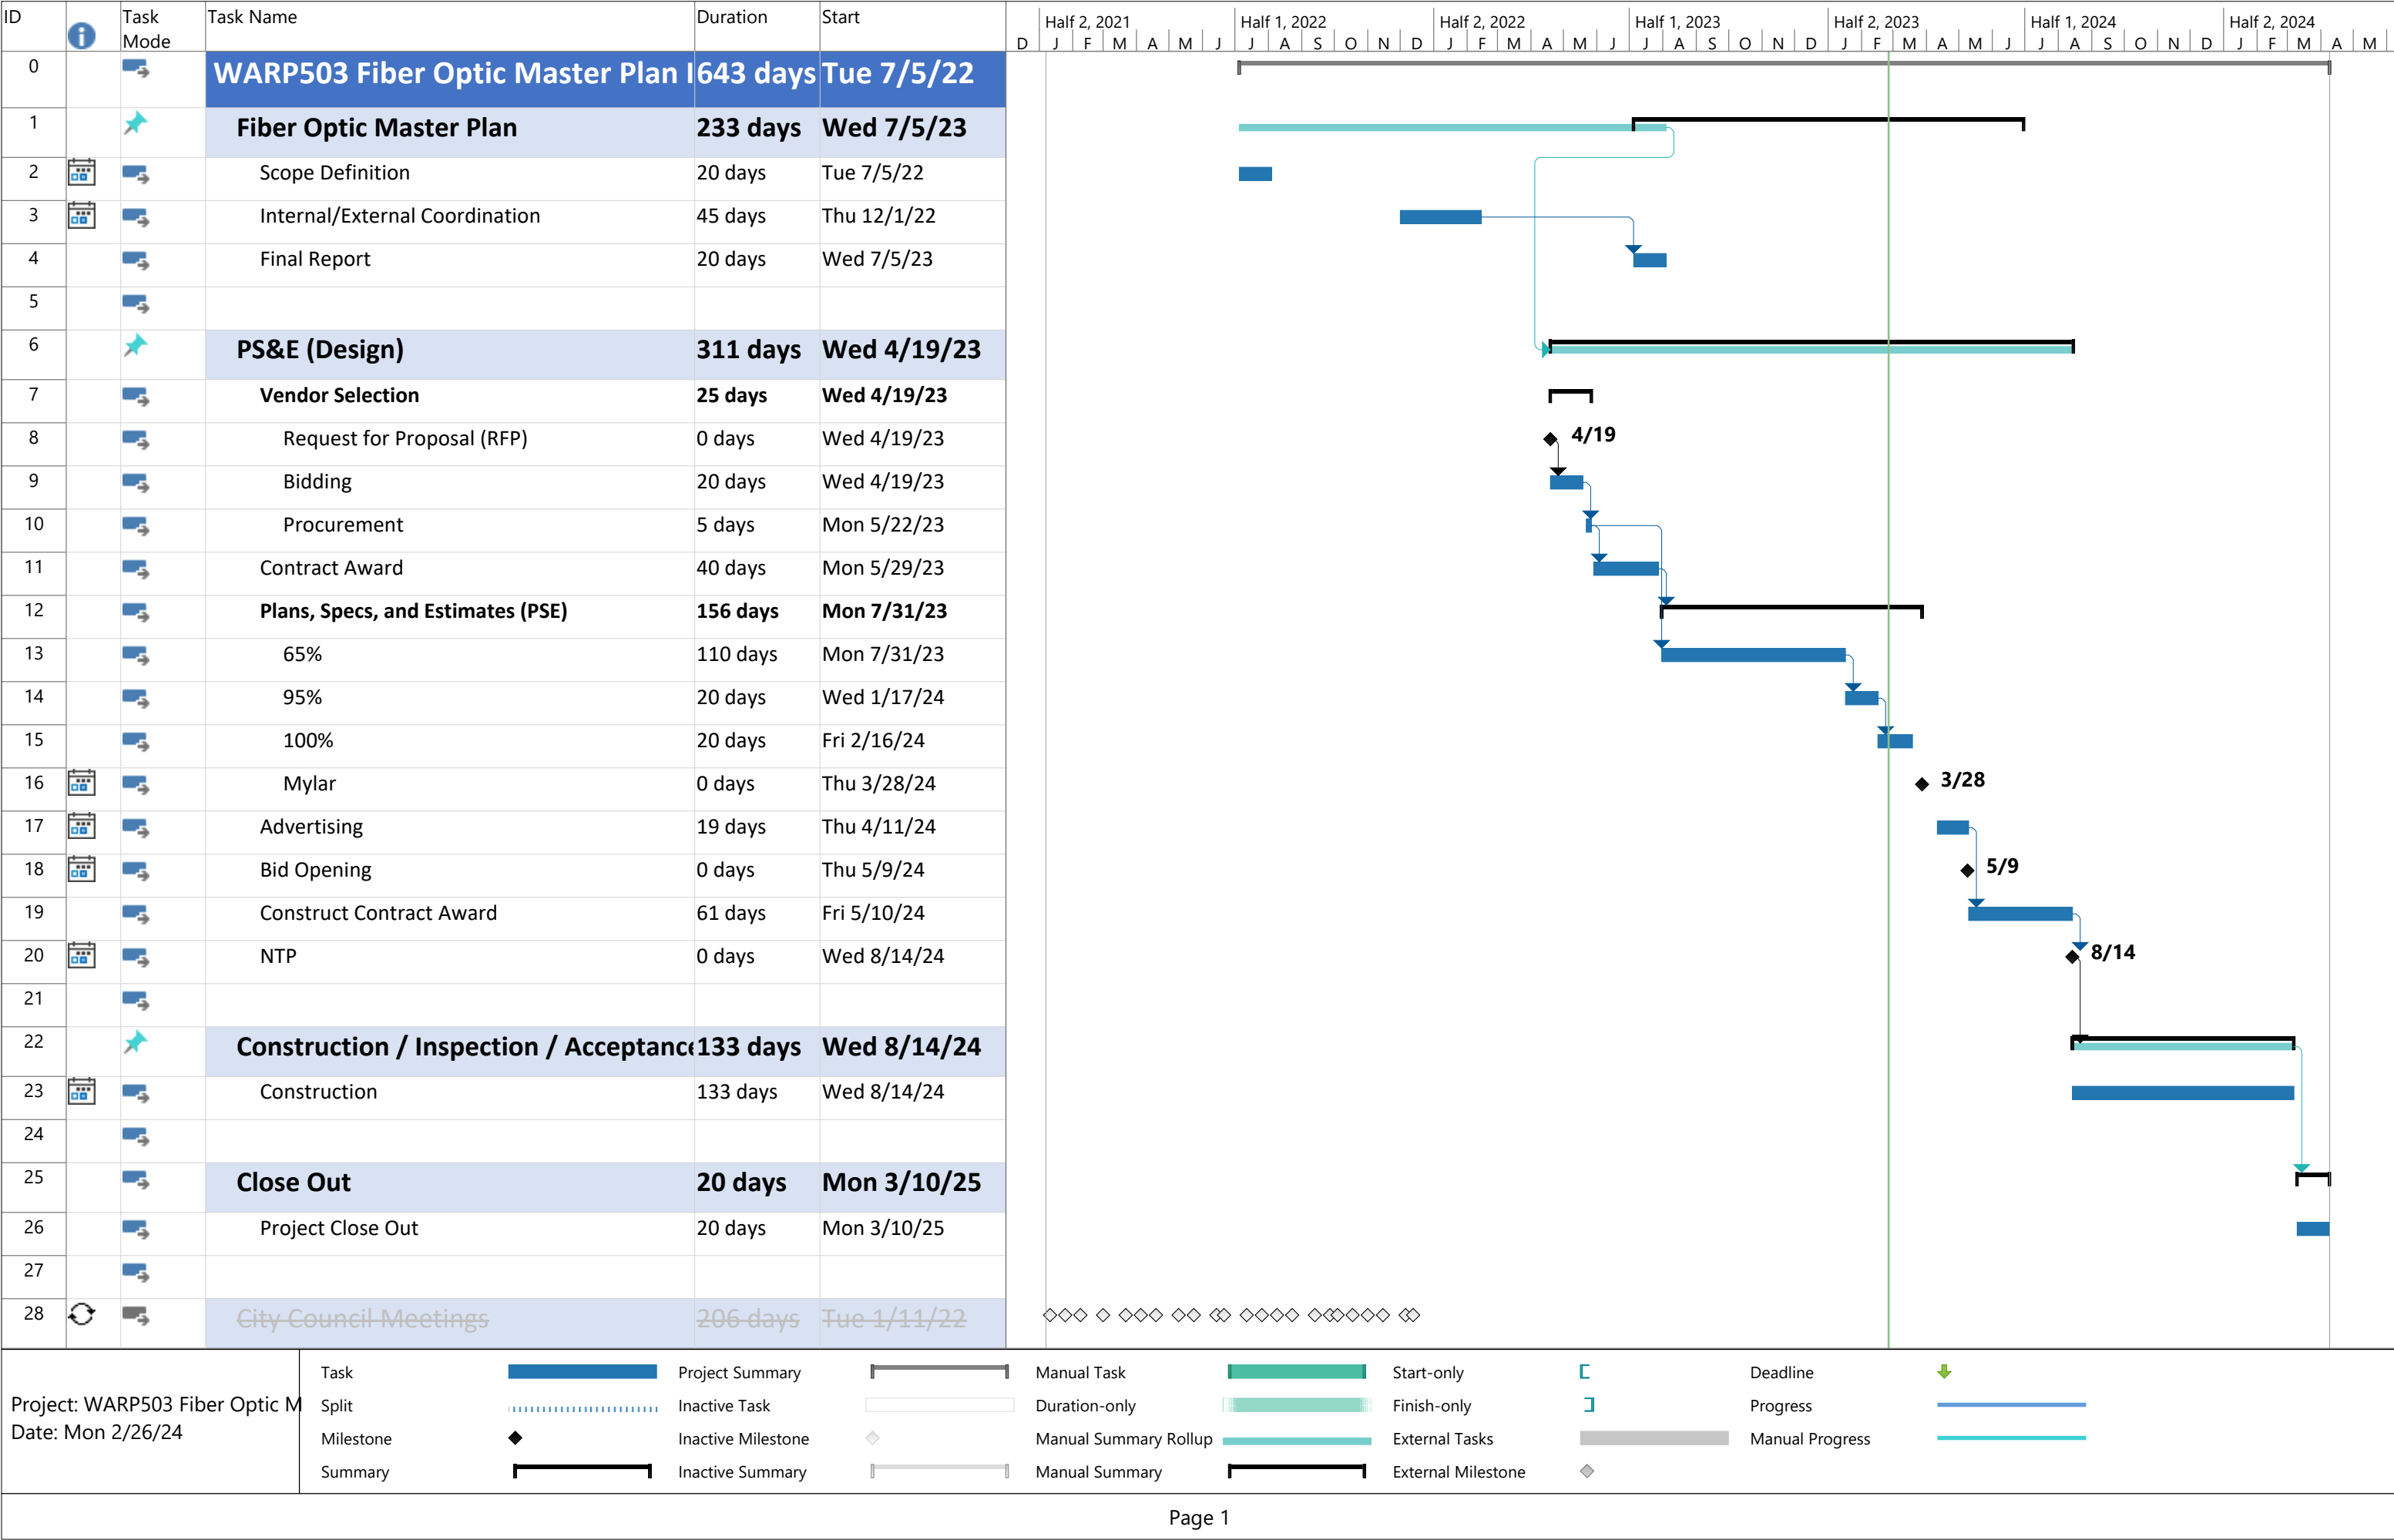 ID Task Mode Task Name Duration Start
Half 2, 2021 Half 1, 2022 Half 2, 2022 Half 1, 2023 Half 2, 2023 Half 1, 2024 Half 2, 2024
D J F M A M J J A S O N D J F M A M J J A S O N D J F M A M J J A S O N D J F M A M
0 WARP503 Fiber Optic Master Plan I 643 days Tue 7/5/22
1 Fiber Optic Master Plan 233 days Wed 7/5/23
2 Scope Definition 20 days Tue 7/5/22
3 Internal/External Coordination 45 days Thu 12/1/22
4 Final Report 20 days Wed 7/5/23
5
6 PS&E (Design) 311 days Wed 4/19/23
7 Vendor Selection 25 days Wed 4/19/23
8 Request for Proposal (RFP) 0 days Wed 4/19/23 4/19
9 Bidding 20 days Wed 4/19/23
10 Procurement 5 days Mon 5/22/23
11 Contract Award 40 days Mon 5/29/23
12 Plans, Specs, and Estimates (PSE) 156 days Mon 7/31/23
13 65% 110 days Mon 7/31/23
14 95% 20 days Wed 1/17/24
15 100% 20 days Fri 2/16/24
16 Mylar 0 days Thu 3/28/24 3/28
17 Advertising 19 days Thu 4/11/24
18 Bid Opening 0 days Thu 5/9/24 5/9
19 Construct Contract Award 61 days Fri 5/10/24
20 NTP 0 days Wed 8/14/24 8/14
21
22 Construction / Inspection / Acceptance 133 days Wed 8/14/24
23 Construction 133 days Wed 8/14/24
24
25 Close Out 20 days Mon 3/10/25
26 Project Close Out 20 days Mon 3/10/25
27
28 City Council Meetings 206 days Tue 1/11/22
Project: WARP503 Fiber Optic M
Date: Mon 2/26/24
Task Project Summary Manual Task Start-only Deadline
Split Inactive Task Duration-only Finish-only Progress
Milestone Inactive Milestone Manual Summary Rollup External Tasks Manual Progress
Summary Inactive Summary Manual Summary External Milestone
Page 1